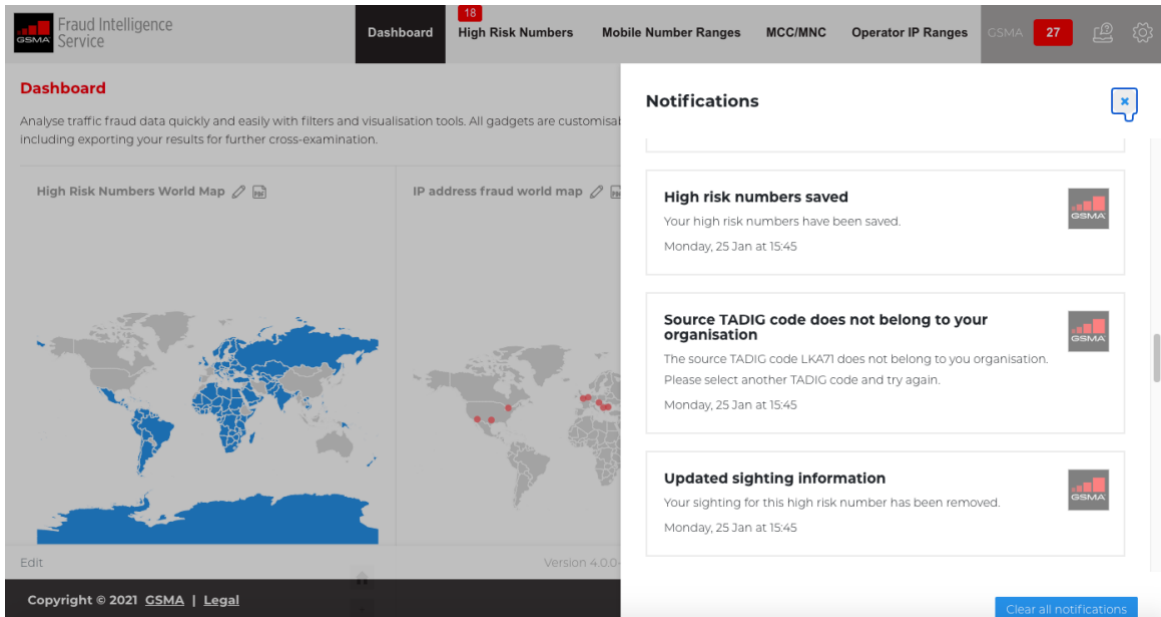 18
GSMA
Fraud Intelligence
Service
Dashboard
High Risk Numbers
Mobile Number Ranges
MCC/MNC
Operator IP Ranges
GSMA
27
Dashboard
Analyse traffic fraud data quickly and easily with filters and visualisation tools. All gadgets are customisa
including exporting your results for further cross-examination.
High Risk Numbers World Map
IP address fraud world map
Notifications
High risk numbers saved
Your high risk numbers have been saved.
Monday, 25 Jan at 15:45
GSMA
Source TADIG code does not belong to your
organisation
The source TADIG code LKA71 does not belong to you organisation.
Please select another TADIG code and try again.
Monday, 25 Jan at 15:45
GSMA
Updated sighting information
Your sighting for this high risk number has been removed.
Monday, 25 Jan at 15:45
GSMA
Edit
Version 4.0.0
Copyright © 2021 GSMA | Legal
Clear all notifications